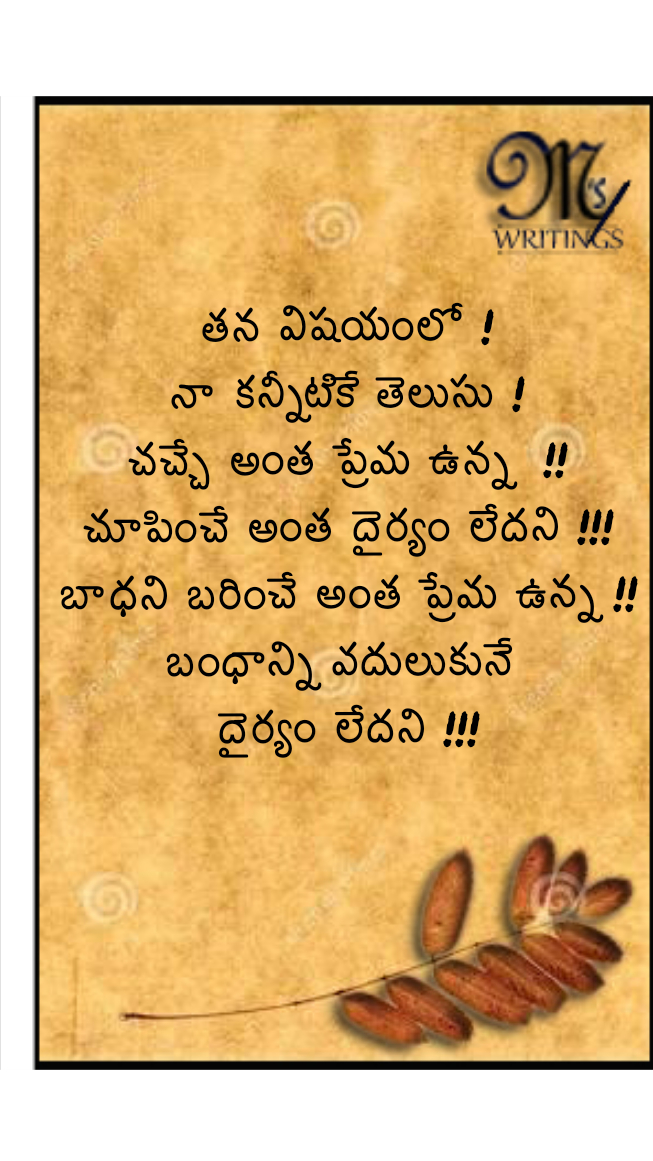 M's
WRITINGS
తన విషయంలో !
నా కన్నీటికే తెలుసు !
చచ్చే అంత ప్రేమ ఉన్న !!
చూపించే అంత దైర్యం లేదని !!!
బాధని బరించే అంత ప్రేమ ఉన్న !!
బంధాన్ని వదులుకునే
దైర్యం లేదని !!!